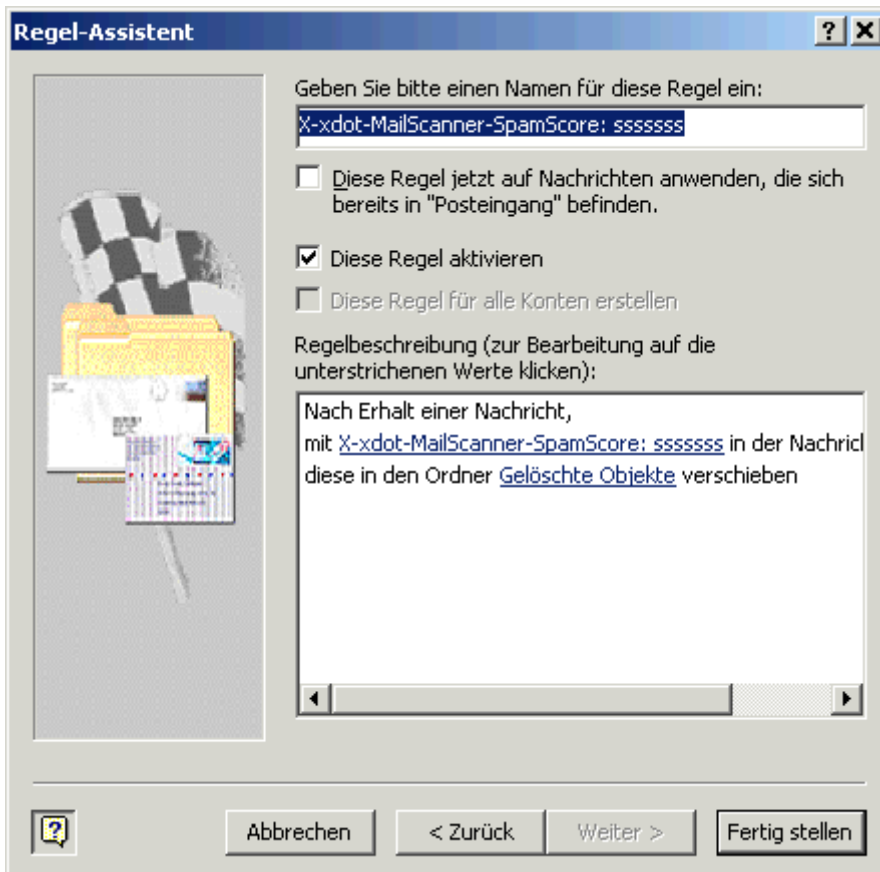 Regel-Assistent
Geben Sie bitte einen Namen für diese Regel ein:
X-xdot-MailScanner-SpamScore: sssssss
Diese Regel jetzt auf Nachrichten anwenden, die sich
bereits in "Posteingang" befinden.
Diese Regel aktivieren
Diese Regel für alle Konten erstellen
Regelbeschreibung (zur Bearbeitung auf die
unterstrichenen Werte klicken):
Nach Erhalt einer Nachricht,
mit X-xdot-MailScanner-SpamScore: sssssss in der Nachricl
diese in den Ordner Gelöschte Objekte verschieben
Abbrechen
< Zurück
Weiter >
Fertig stellen